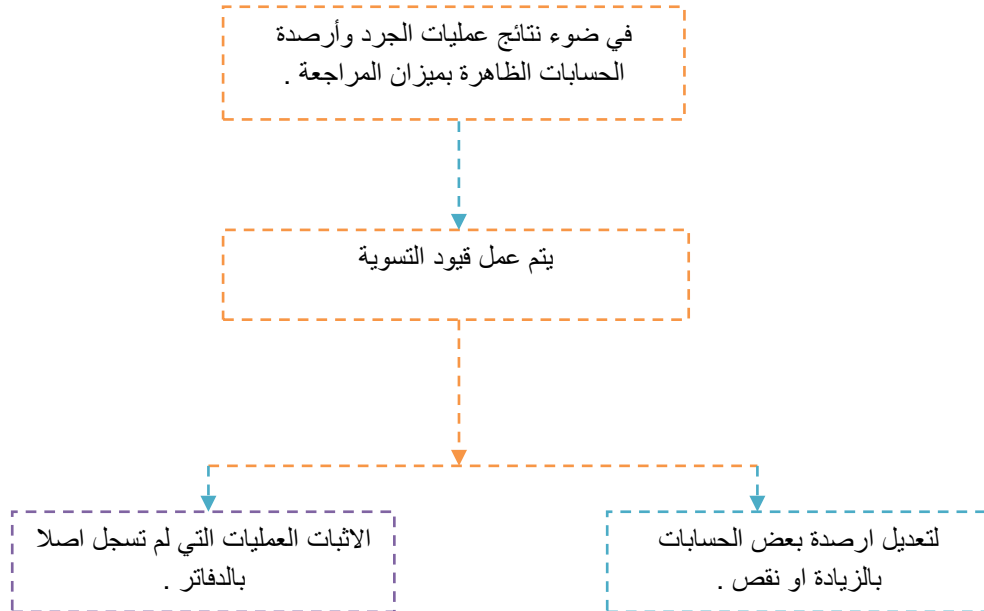 في ضوء نتائج عمليات الجرد وأرصدة
الحسابات الظاهرة بميزان المراجعة .
يتم عمل قيود التسوية
لتعديل ارصدة بعض الحسابات
بالزيادة او نقص .
الاثبات العمليات التي لم تسجل اصلا
بالدفاتر .